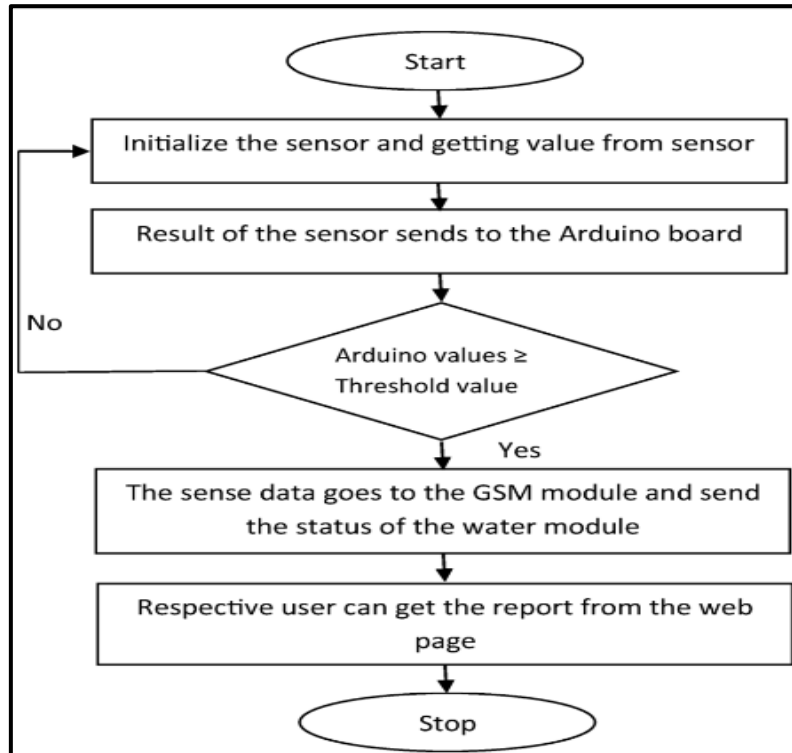 Start
Initialize the sensor and getting value from sensor
Result of the sensor sends to the Arduino board
No
Arduino values ≥
Threshold value
Yes
The sense data goes to the GSM module and send
the status of the water module
Respective user can get the report from the web
page
Stop